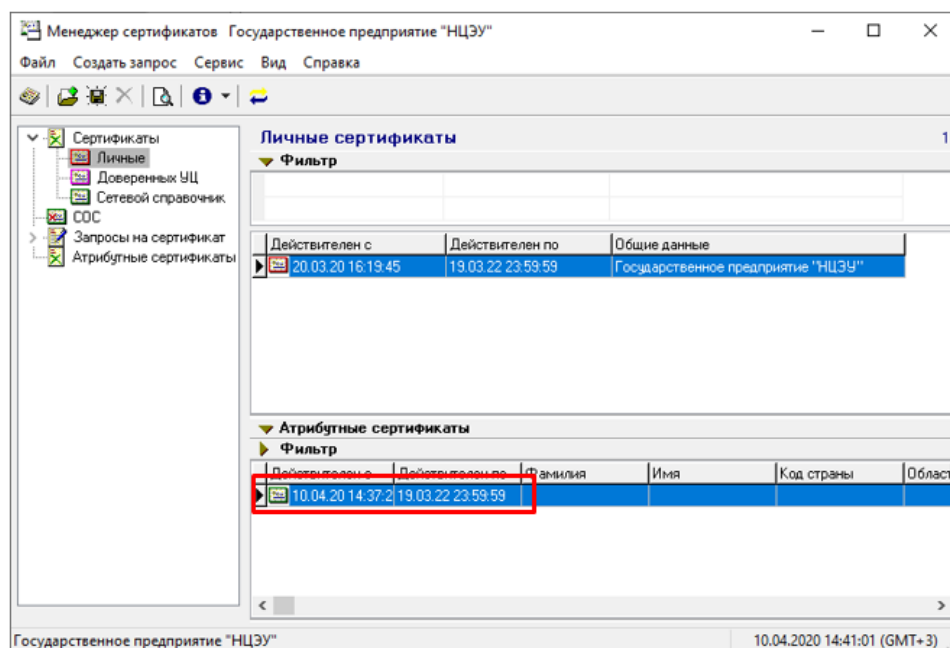 Менеджер сертификатов Государственное предприятие "НЦЭУ"
Файл Создать запрос Сервис Вид Справка
Сертификаты
Личные
Доверенных УЦ
Сетевой справочник
СОС
Запросы на сертификат
Атрибутные сертификаты
Личные сертификаты 1
Фильтр
Действителен с Действителен по Общие данные
20.03.20 16:19:45 19.03.22 23:59:59 Государственное предприятие "НЦЭУ"
Атрибутные сертификаты
Фильтр
Действителен с Действителен по Фамилия Имя Код страны Област
10.04.20 14:37:2 19.03.22 23:59:59
Государственное предприятие "НЦЭУ" 10.04.2020 14:41:01 (GMT+3)